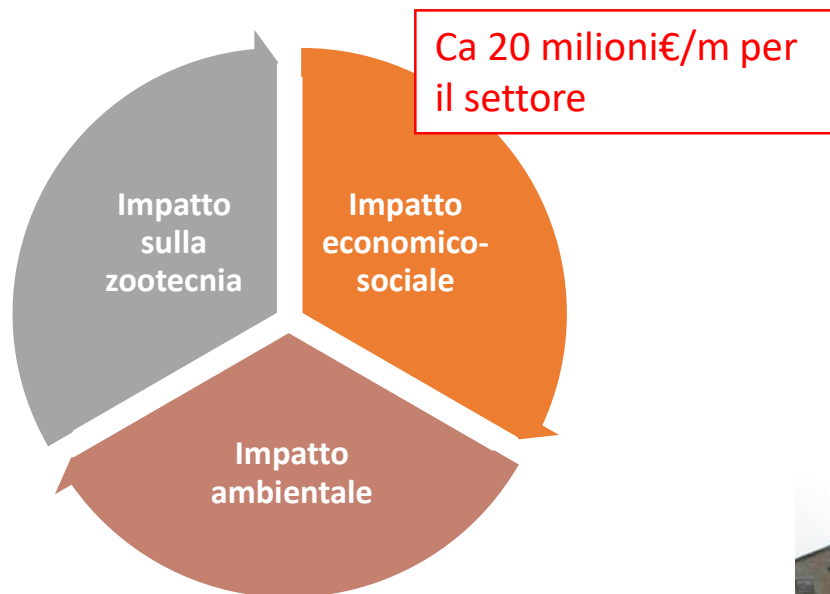 Ca 20 milioni€/m per
il settore
Impatto
sulla
zootecnia
Impatto
economico-
sociale
Impatto
ambientale